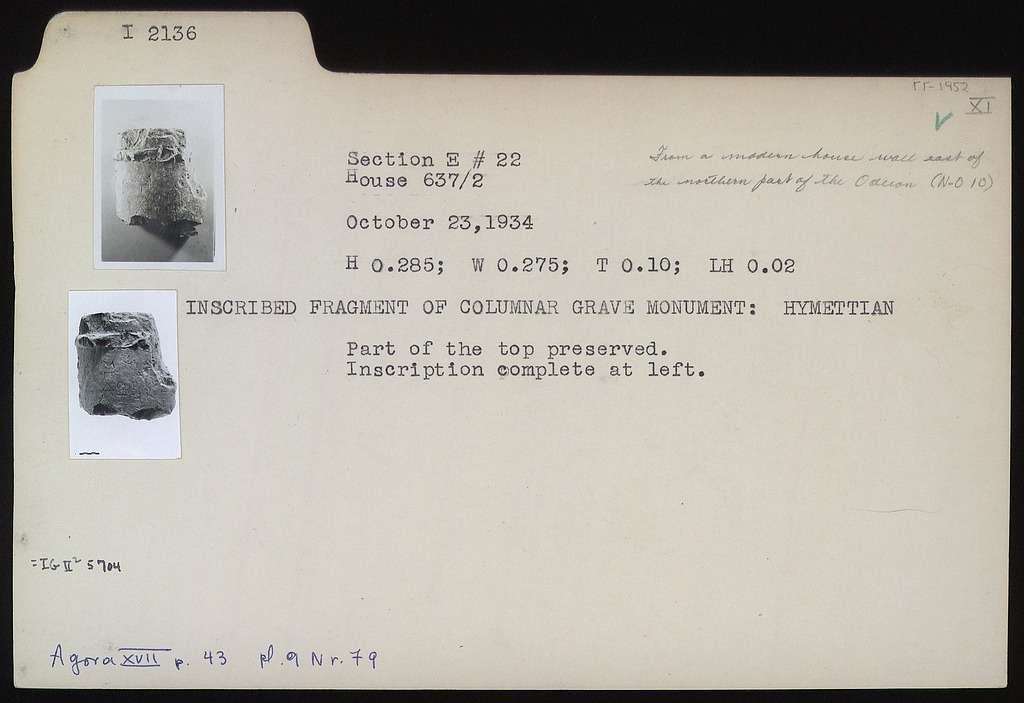 I 2136
ΓΓ-1952
XI
Section E # 22
House 637/2
From a modern house wall east of
the northern part of the Odeion (N-O 10)
October 23,1934
H 0.285;  W 0.275;  T 0.10;  LH 0.02
INSCRIBED FRAGMENT OF COLUMNAR GRAVE MONUMENT:  HYMETTIAN
Part of the top preserved.
Inscription complete at left.
=IG II² 5704
Agora XVII p. 43  pl. 9 Nr. 79